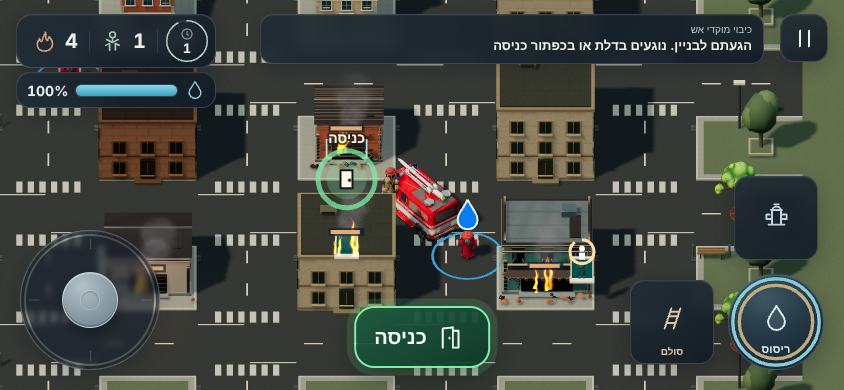 4
1
1
100%
כיבוי מוקדי אש
הגעתם לבניין. נוגעים בדלת או בכפתור כניסה
כניסה
כניסה
סולם
ריסוס